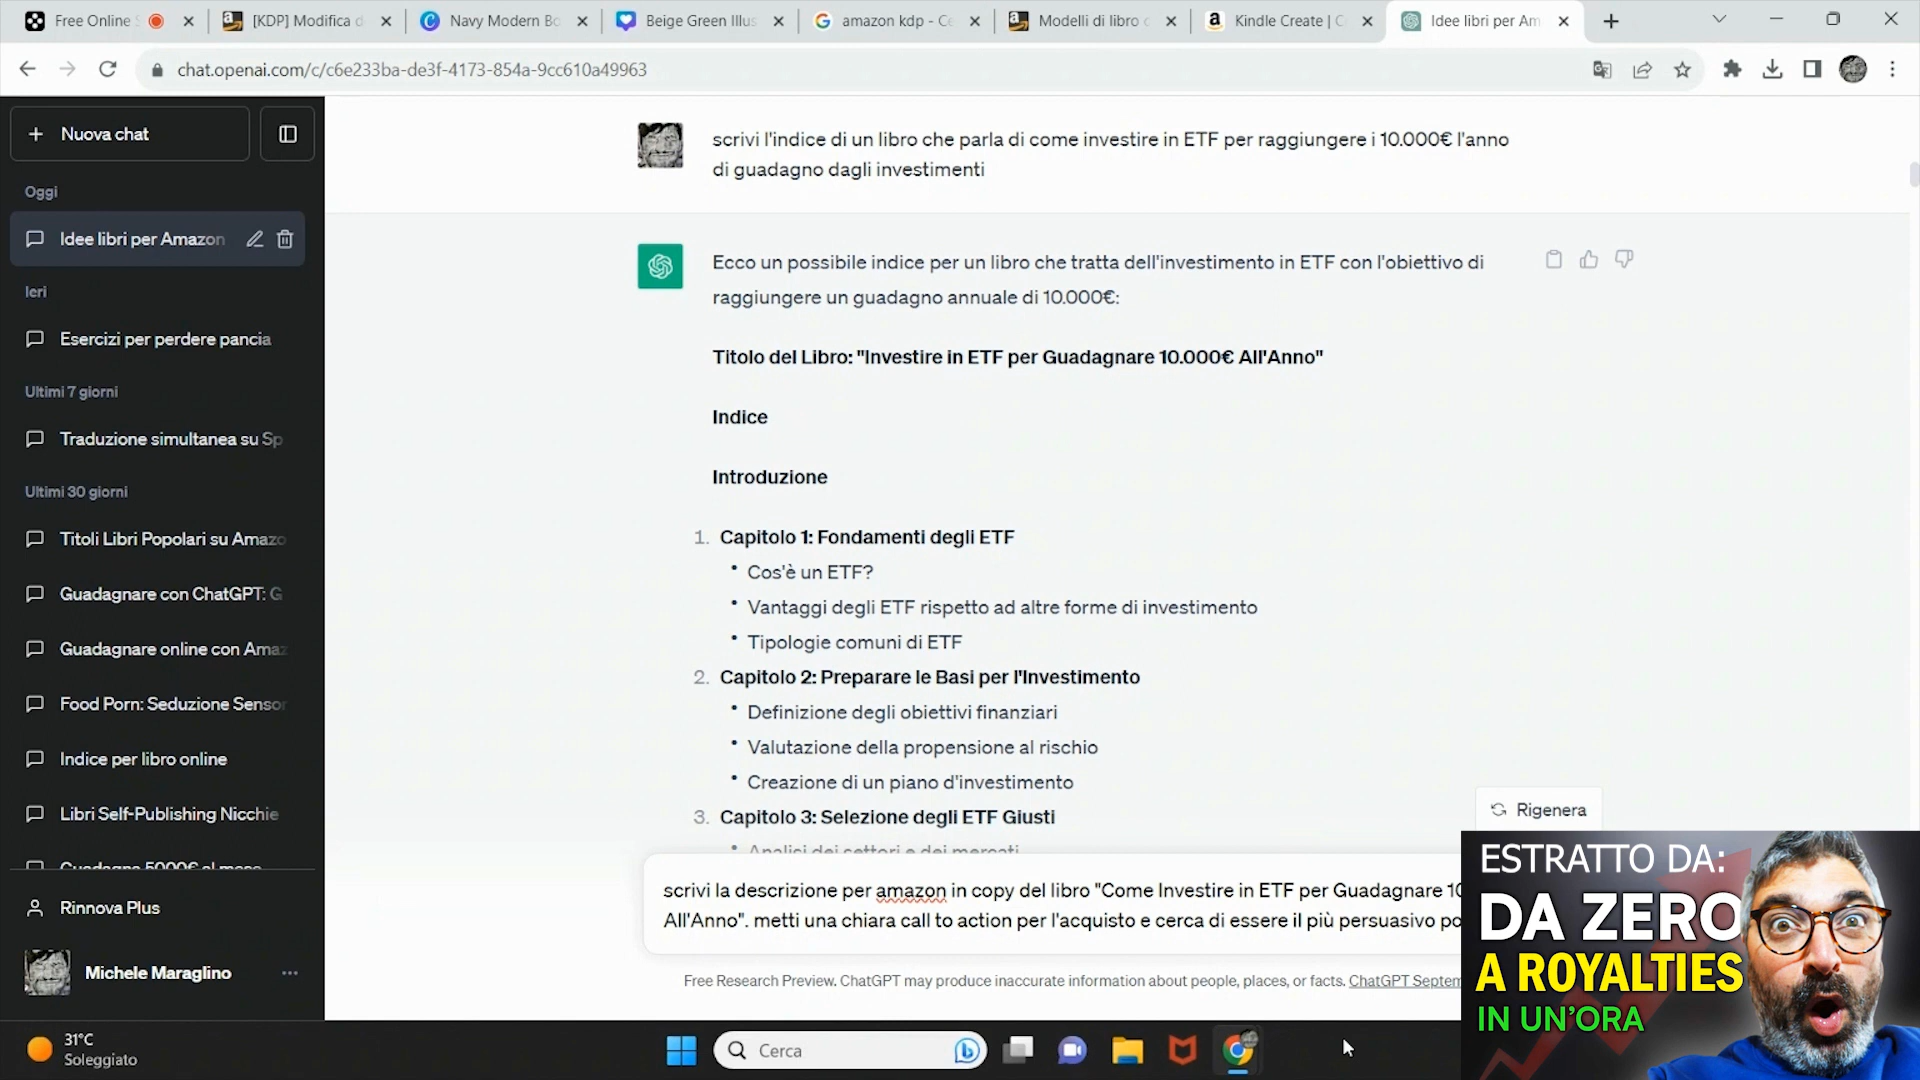 Free Online S
[KDP] Modifica d
Navy Modern Bo
Beige Green Illus
amazon kdp - Ce
Modelli di libro c
Kindle Create | C
Idee libri per Am
chat.openai.com/c/c6e233ba-de3f-4173-854a-9cc610a49963
Nuova chat
Oggi
Idee libri per Amazon
Ieri
Esercizi per perdere pancia
Ultimi 7 giorni
Traduzione simultanea su Sp
Ultimi 30 giorni
Titoli Libri Popolari su Amazo
Guadagnare con ChatGPT: G
Guadagnare online con Amaz
Food Porn: Seduzione Sensor
Indice per libro online
Libri Self-Publishing Nicchie
Guadagna 5000€ al mese
Rinnova Plus
Michele Maraglino
scrivi l'indice di un libro che parla di come investire in ETF per raggiungere i 10.000€ l'anno
di guadagno dagli investimenti
Ecco un possibile indice per un libro che tratta dell'investimento in ETF con l'obiettivo di
raggiungere un guadagno annuale di 10.000€:
Titolo del Libro: "Investire in ETF per Guadagnare 10.000€ All'Anno"
Indice
Introduzione
1. Capitolo 1: Fondamenti degli ETF
• Cos'è un ETF?
• Vantaggi degli ETF rispetto ad altre forme di investimento
• Tipologie comuni di ETF
2. Capitolo 2: Preparare le Basi per l'Investimento
• Definizione degli obiettivi finanziari
• Valutazione della propensione al rischio
• Creazione di un piano d'investimento
3. Capitolo 3: Selezione degli ETF Giusti
• Analisi dei settori e dei mercati
Rigenera
scrivi la descrizione per amazon in copy del libro "Come Investire in ETF per Guadagnare 10
All'Anno". metti una chiara call to action per l'acquisto e cerca di essere il più persuasivo po
Free Research Preview. ChatGPT may produce inaccurate information about people, places, or facts. ChatGPT Septem
ESTRATTO DA:
DA ZERO
A ROYALTIES
IN UN'ORA
31°C
Soleggiato
Cerca